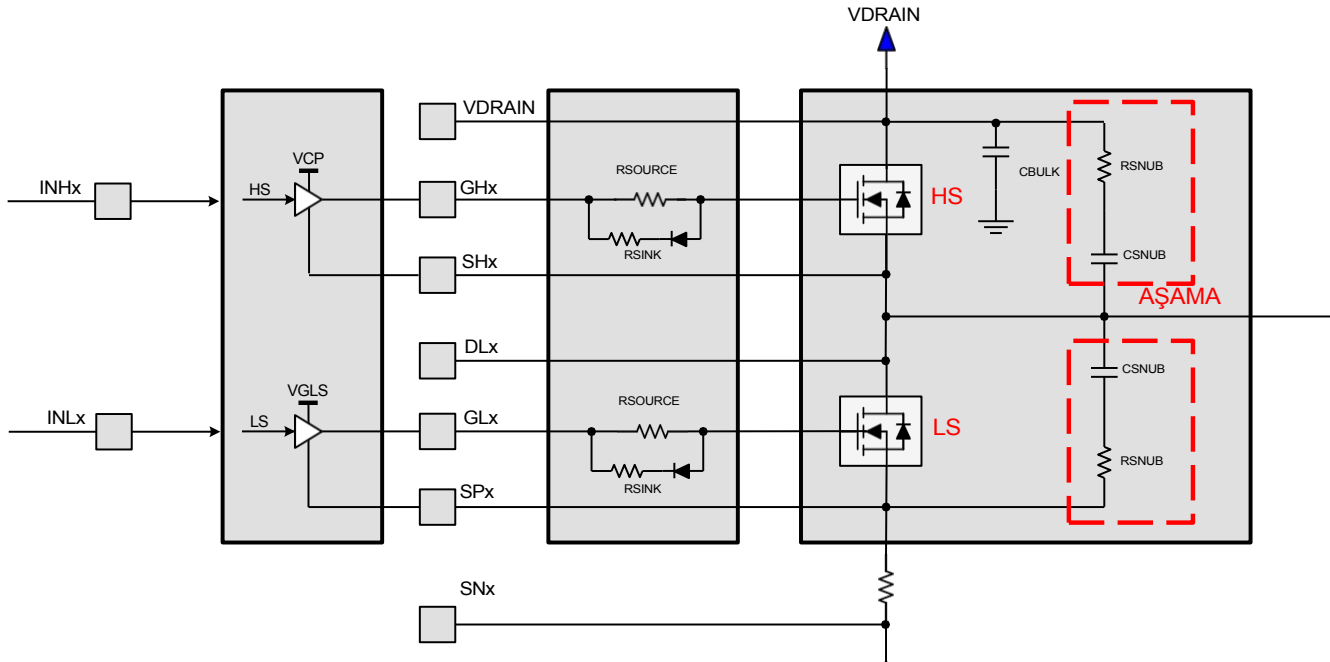 VDRAIN
VDRAIN
VCP
RSOURCE
CBULK
RSNUB
INHx
HS
GHx
HS
RSINK
SHx
CSNUB
AŞAMA
DLx
VGLS
RSOURCE
CSNUB
INLx
LS
GLx
LS
RSNUB
RSINK
SPx
SNx